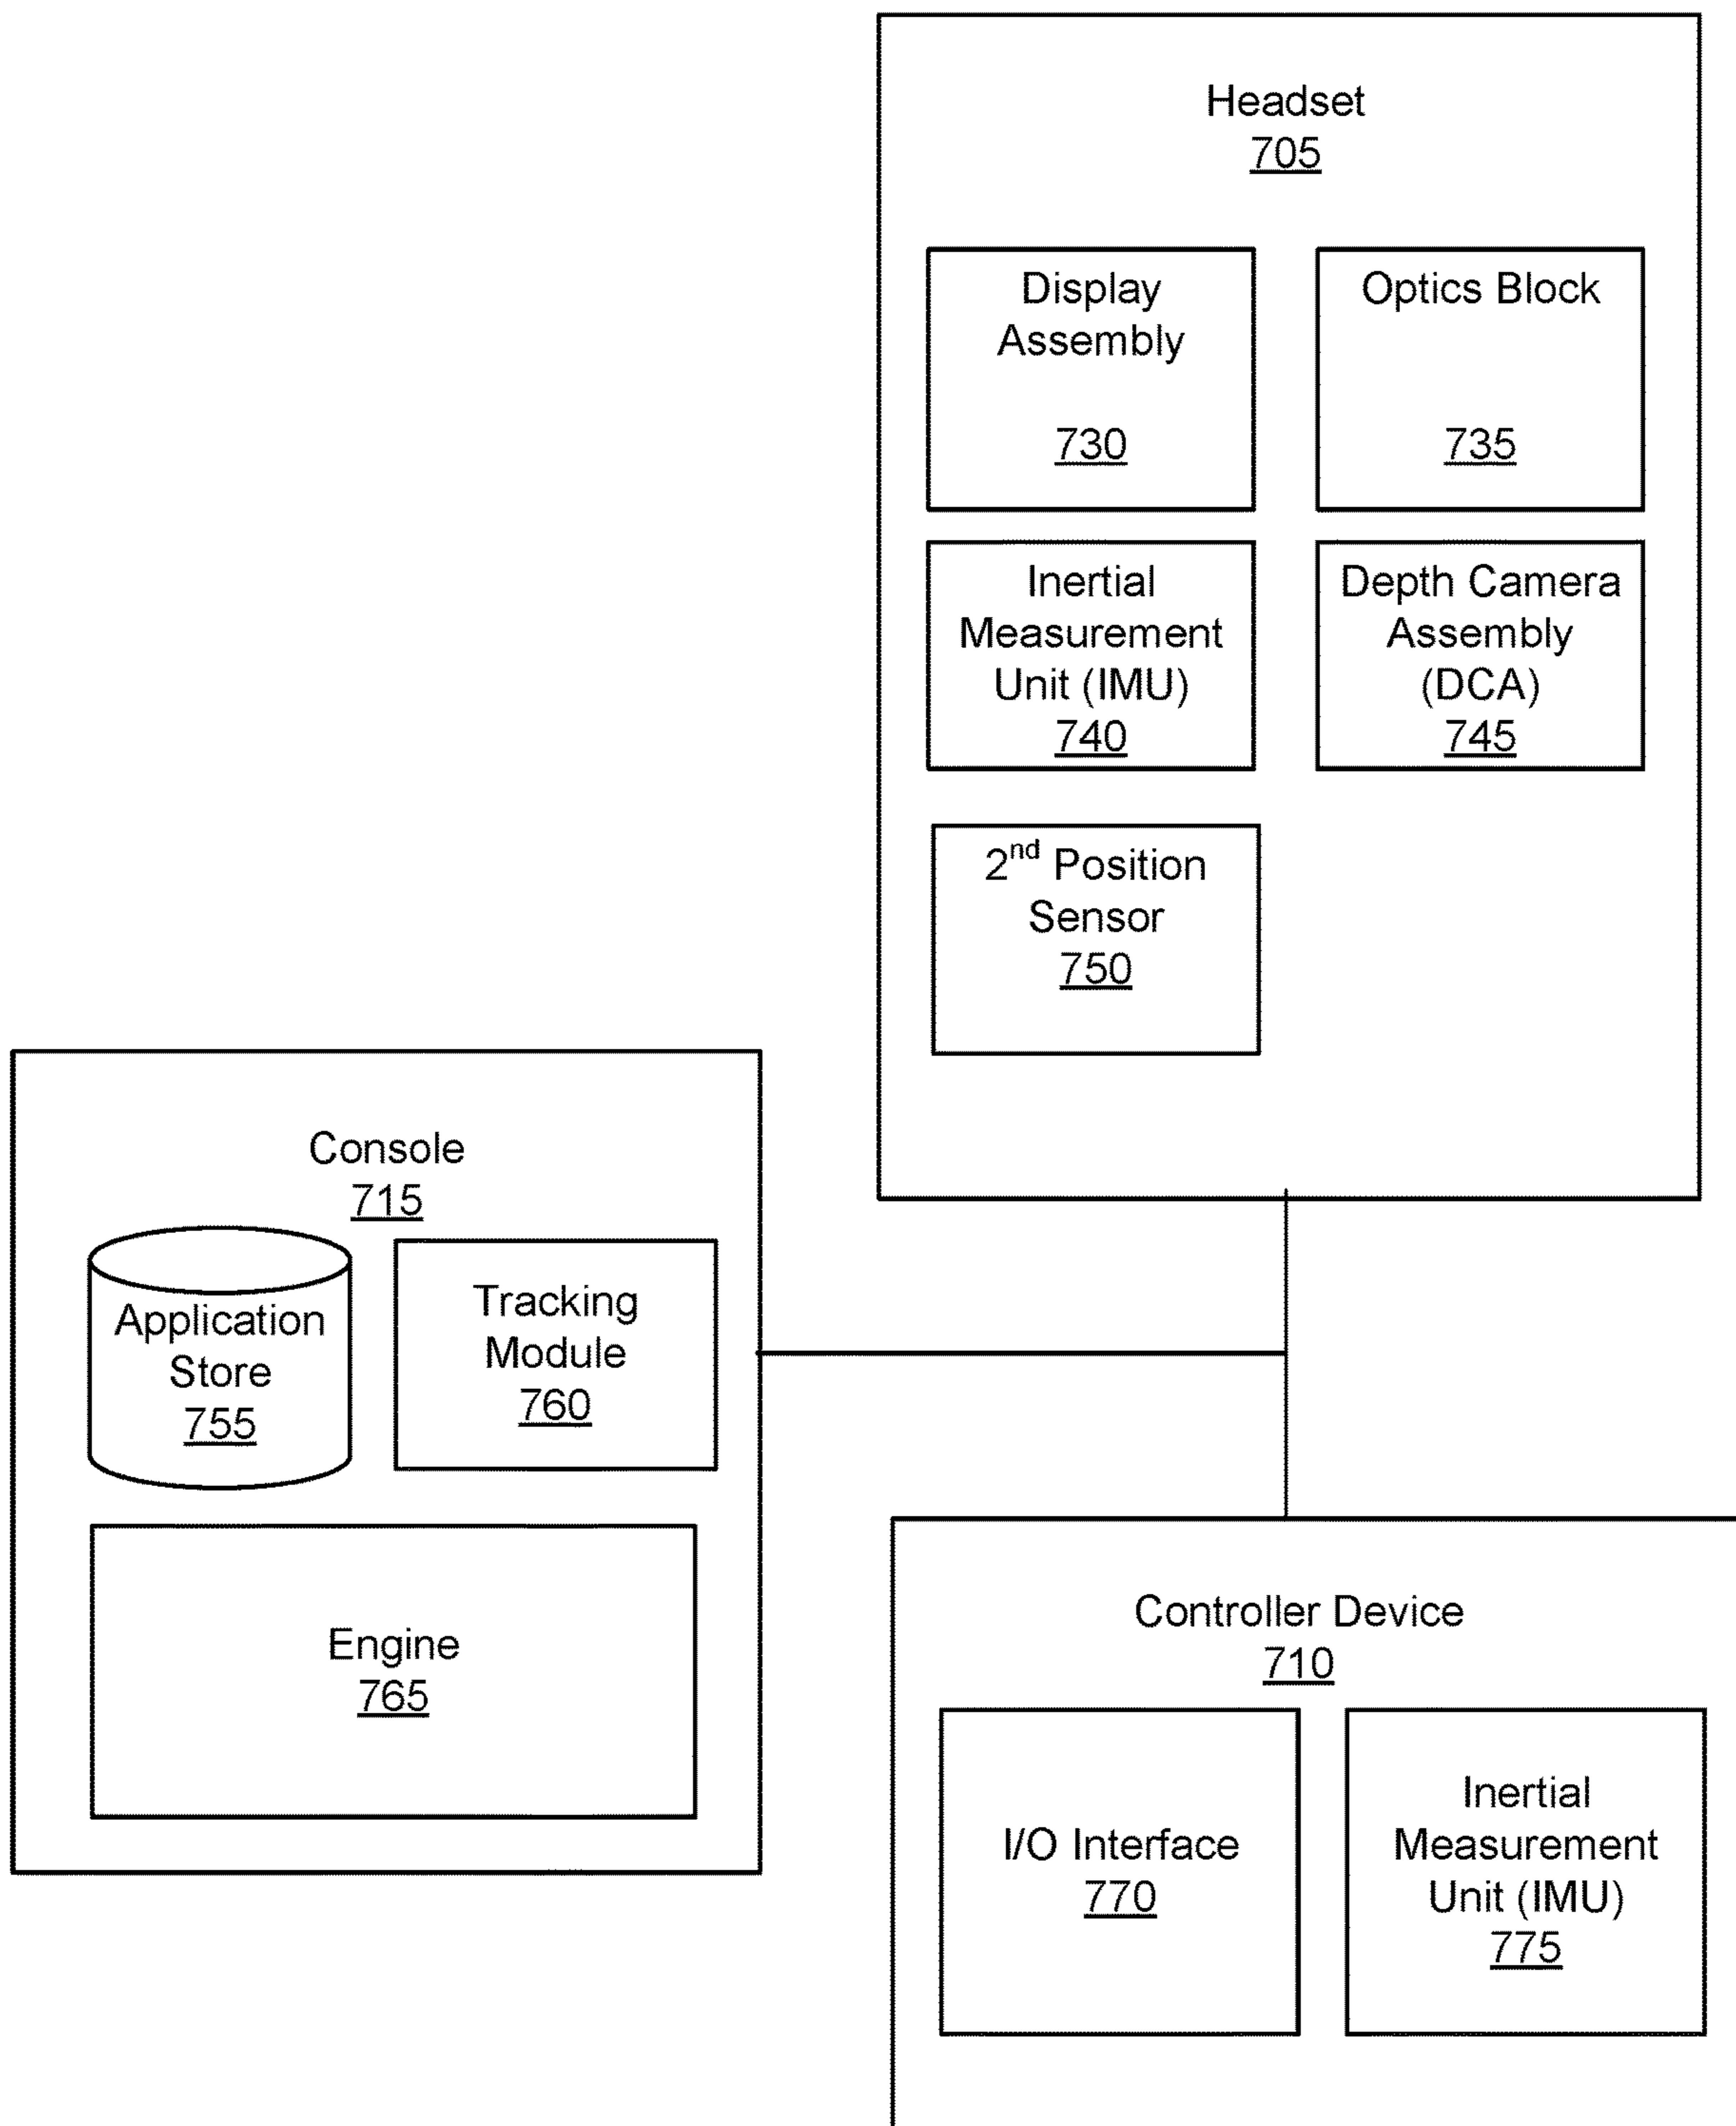 Headset
705
Display
Assembly
730
Optics Block
735
Inertial
Measurement
Unit (IMU)
740
Depth Camera
Assembly
(DCA)
745
2nd Position
Sensor
750
Console
715
Application
Store
755
Tracking
Module
760
Engine
765
Controller Device
710
I/O Interface
770
Inertial
Measurement
Unit (IMU)
775